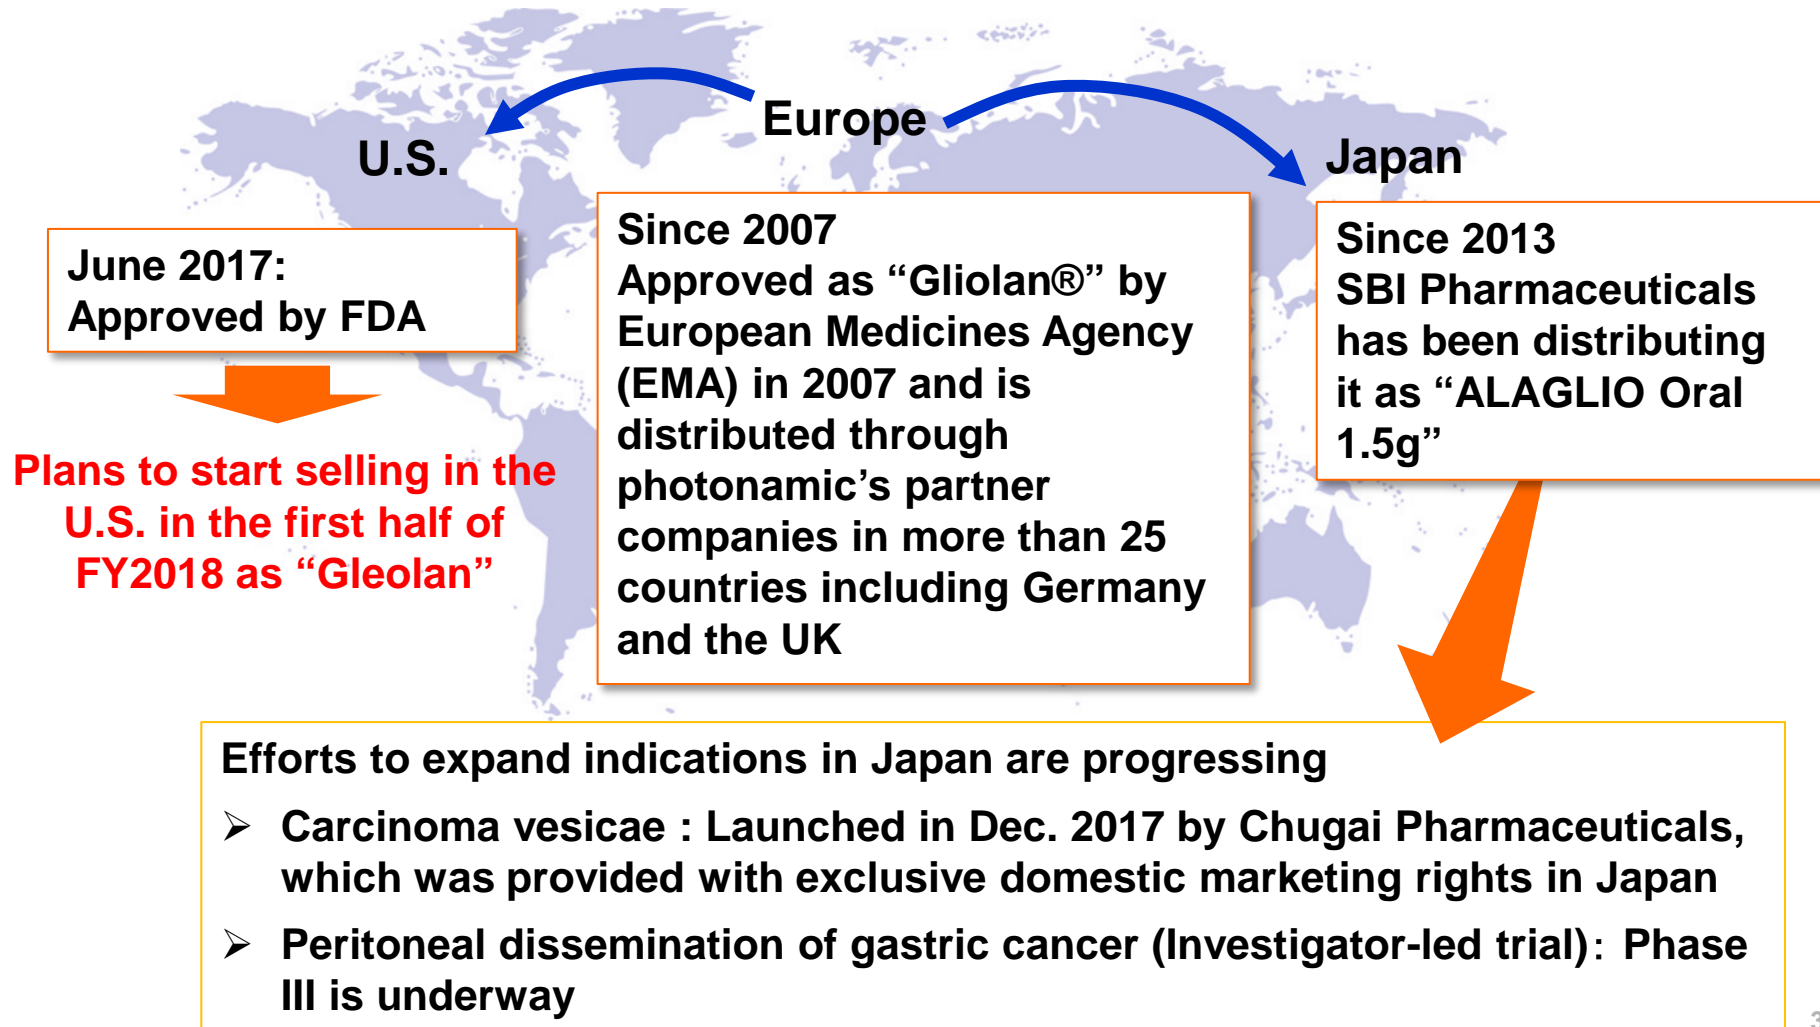 Europe
U.S.
Japan
June 2017:
Approved by FDA
Plans to start selling in the
U.S. in the first half of
FY2018 as “Gleolan”
Since 2007
Approved as “Gliolan®” by
European Medicines Agency
(EMA) in 2007 and is
distributed through
photonamic’s partner
companies in more than 25
countries including Germany
and the UK
Since 2013
SBI Pharmaceuticals
has been distributing
it as “ALAGLIO Oral
1.5g”
Efforts to expand indications in Japan are progressing
➢ Carcinoma vesicae : Launched in Dec. 2017 by Chugai Pharmaceuticals,
which was provided with exclusive domestic marketing rights in Japan
➢ Peritoneal dissemination of gastric cancer (Investigator-led trial): Phase
III is underway